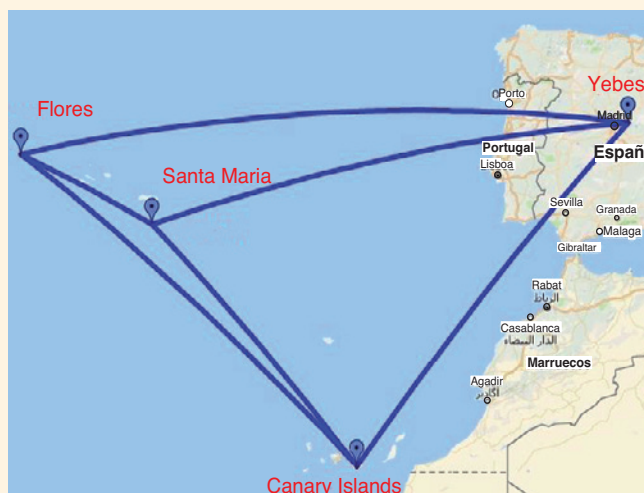 Yebes
Porto
Madrid
Flores
Portugal
Españ
Lisboa
Santa Maria
Sevilla
Granada
Malaga
Gibraltar
Rabat
الرباط
Casablanca
الدار البيضاء
Marruecos
Agadir
أكادير
Canary Islands